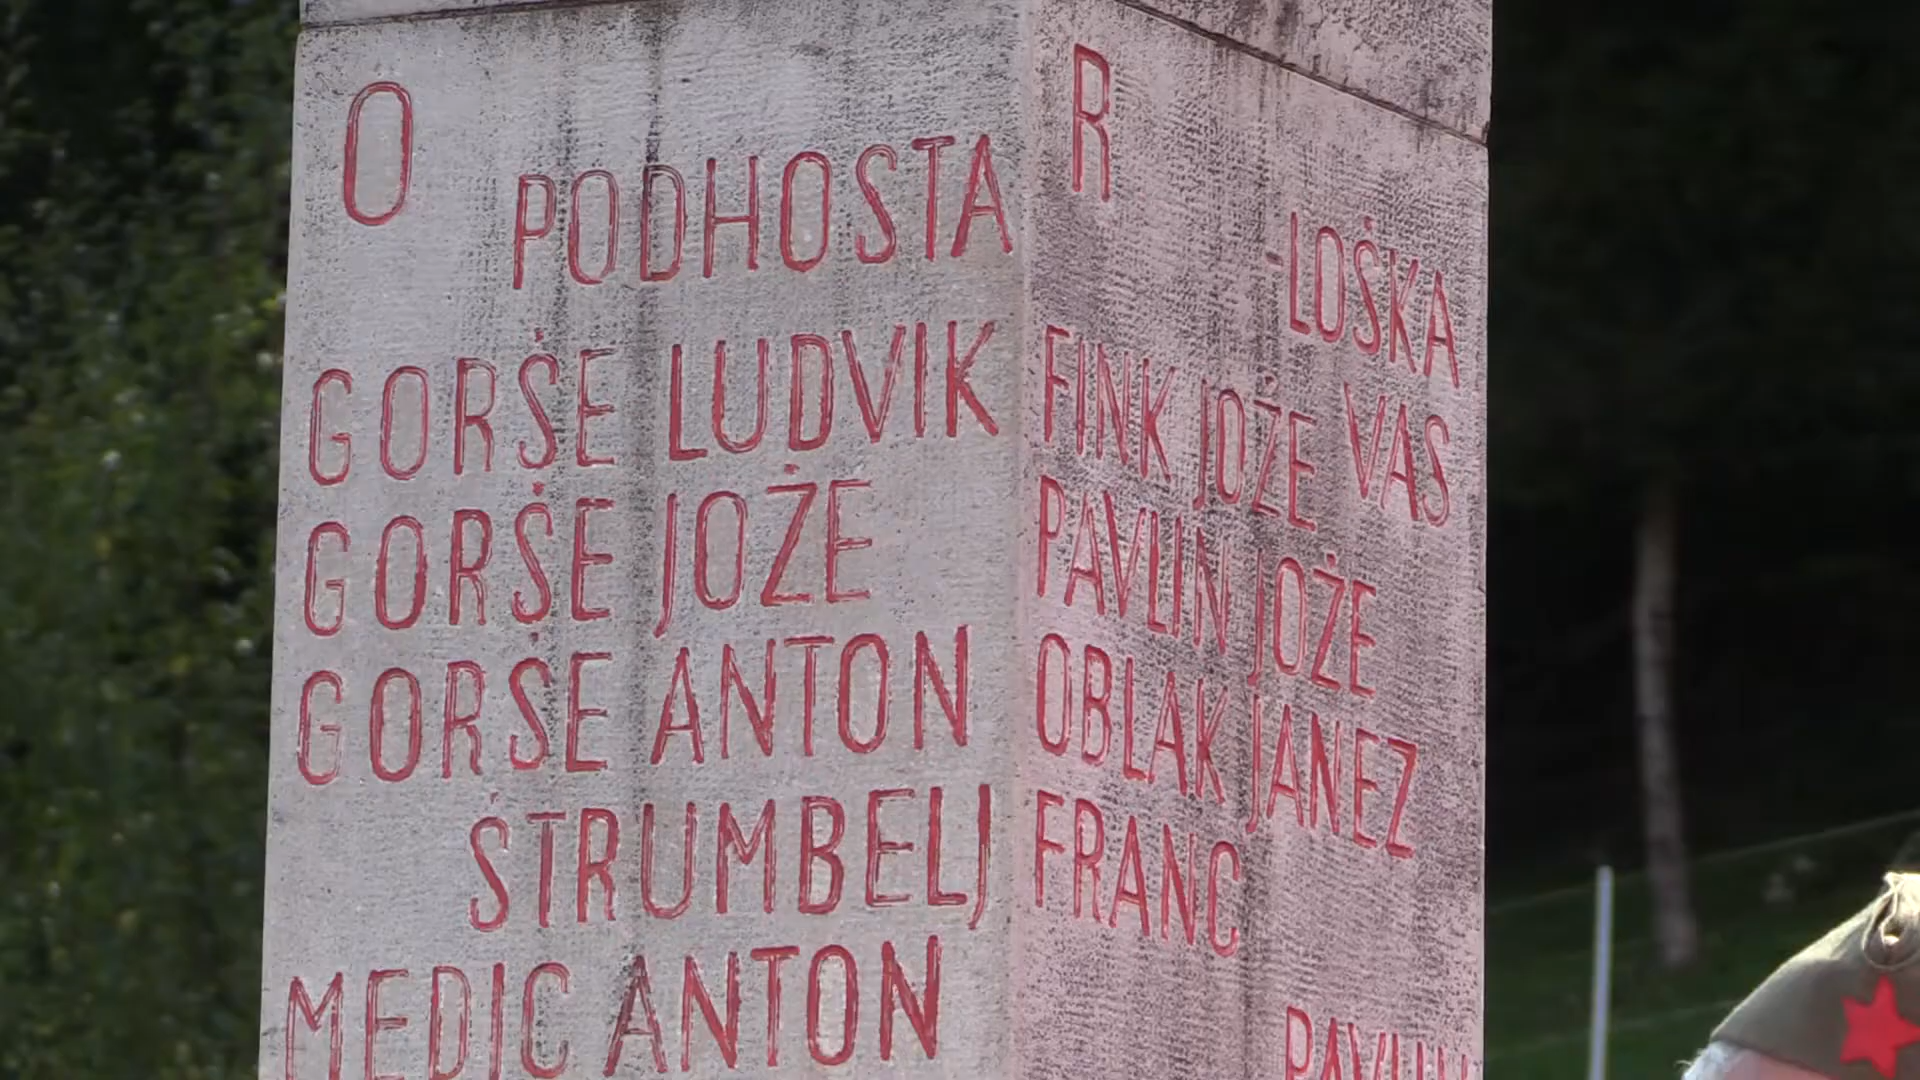 O
PODHOSTA
GORŠE LUDVIK
GORŠE JOŽE
GORŠE ANTON
ŠTRUMBELJ
MEDIC ANTON
R
-LOŠKA
VAS
FINK JOŽE
PAVLIN JOŽE
OBLAK JANEZ
FRANC